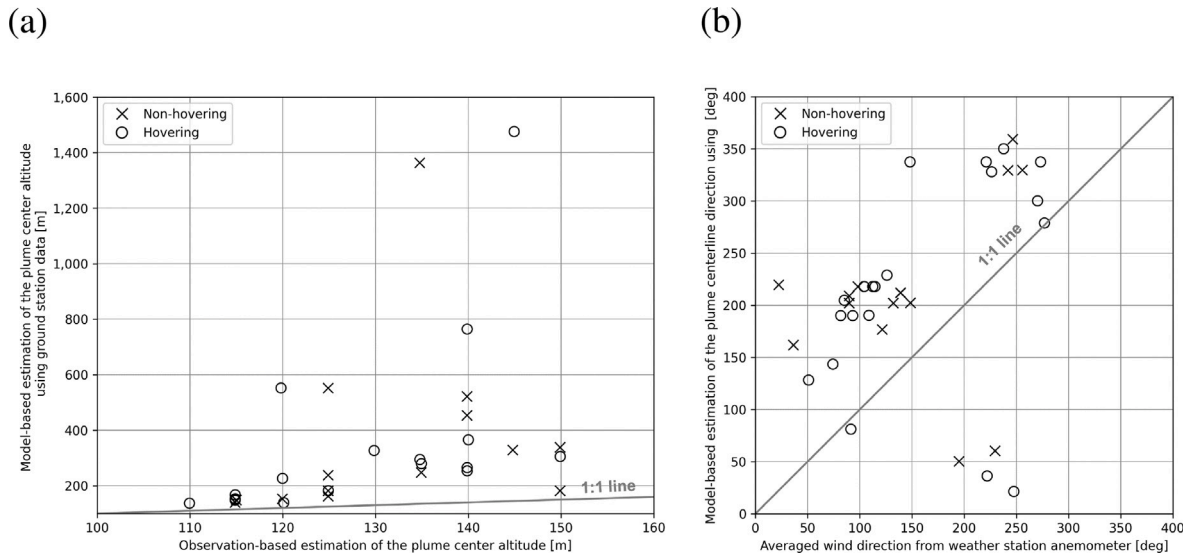 (a)
(b)
1,600
1,400
1,200
1,000
800
600
400
200
Model-based estimation of the plume center altitude
using ground station data [m]
Non-hovering
Hovering
1:1 line
100
110
120
130
140
150
160
Observation-based estimation of the plume center altitude [m]
400
350
300
250
200
150
100
50
0
Model-based estimation of the plume centerline direction using [deg]
Non-hovering
Hovering
1:1 line
0
50
100
150
200
250
300
350
400
Averaged wind direction from weather station anemometer [deg]